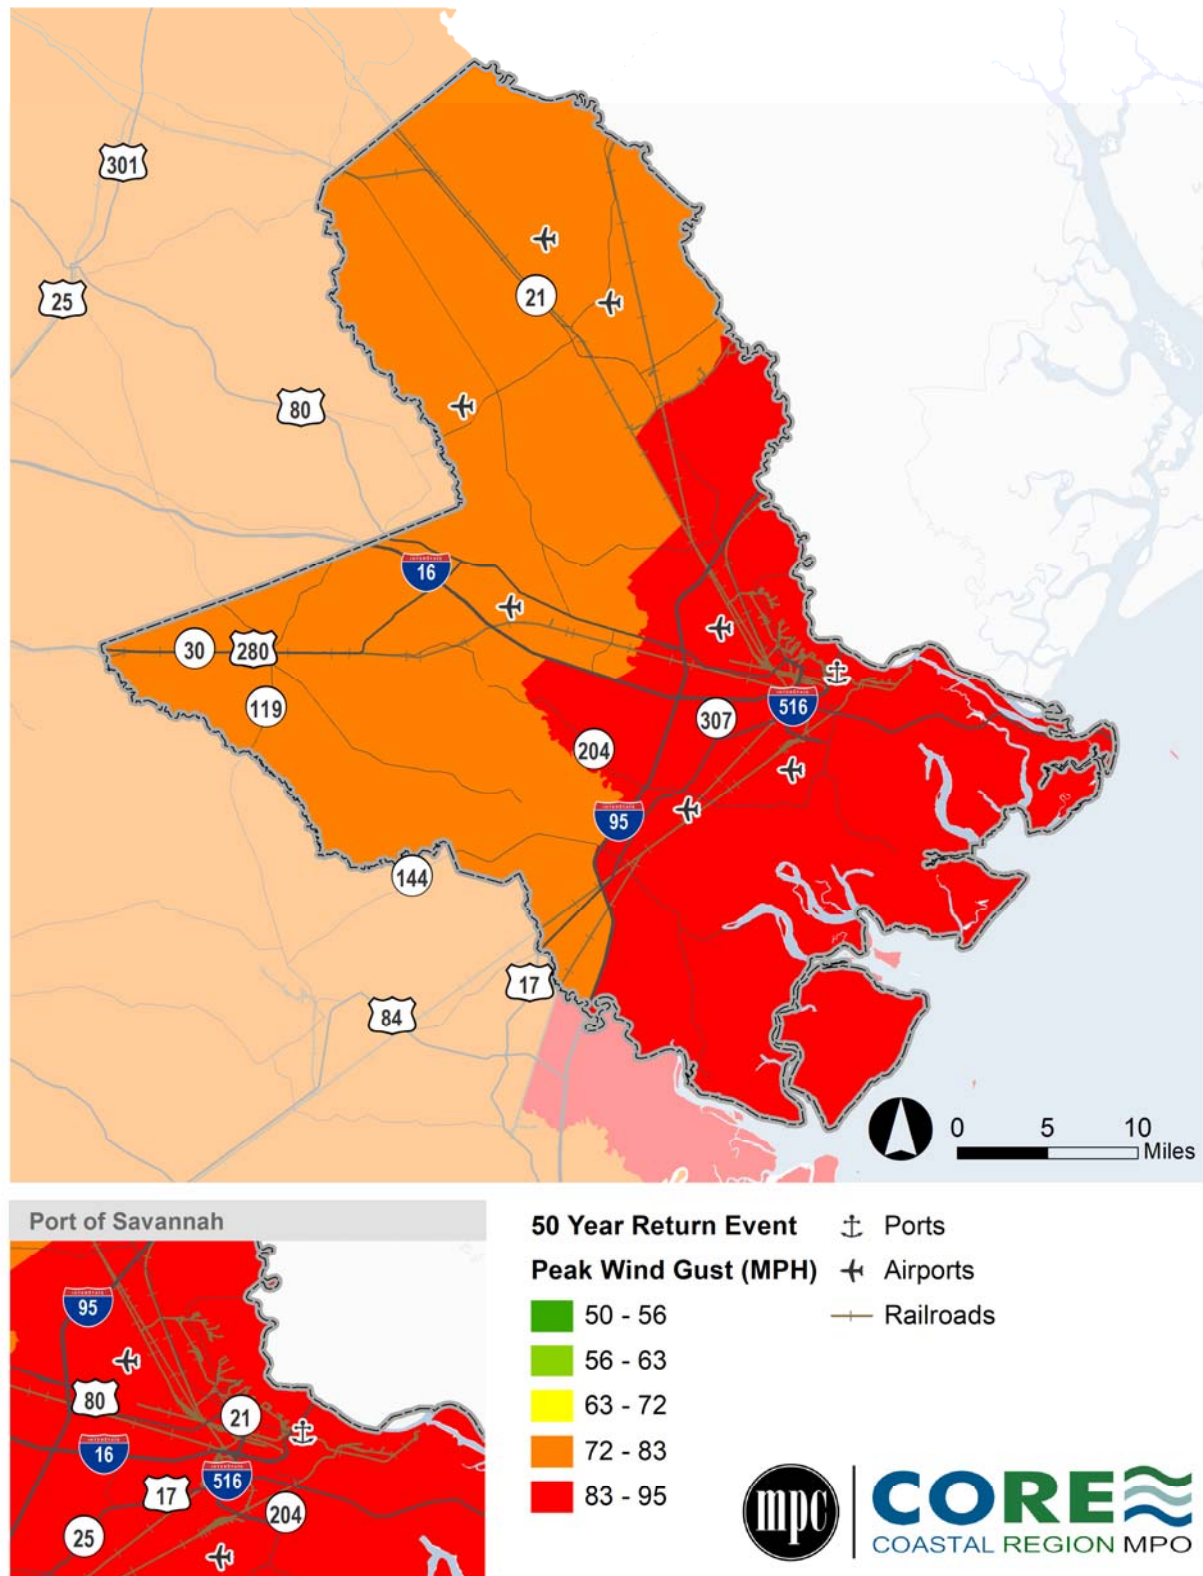 301
25
21
80
16
30
280
119
204
307
516
95
144
17
84
0 5 10
Miles
Port of Savannah
95
80
21
16
516
17
204
25
50 Year Return Event
Peak Wind Gust (MPH)
50 - 56
56 - 63
63 - 72
72 - 83
83 - 95
Ports
Airports
Railroads
mpc
CORE
COASTAL REGION MPO